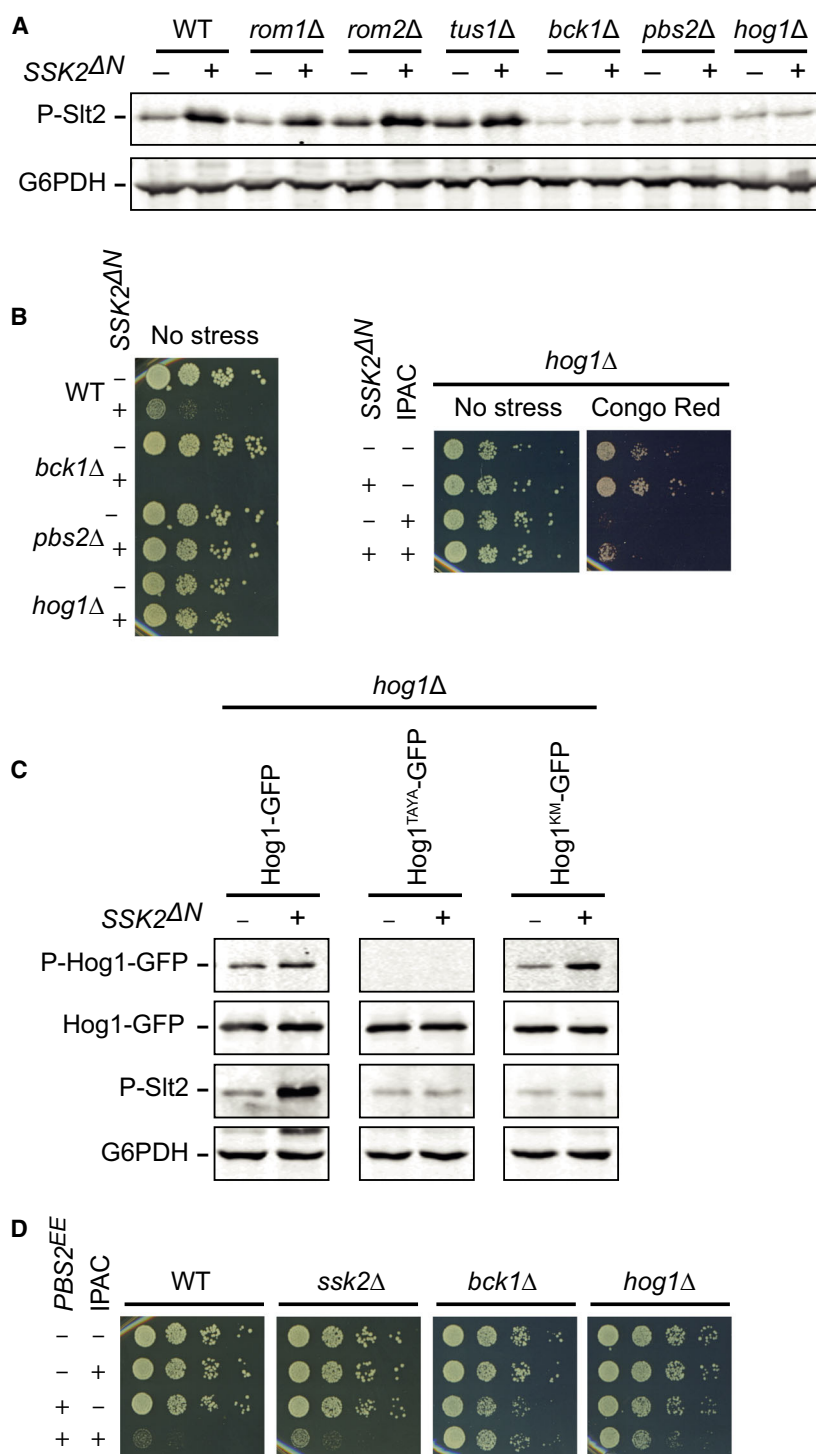 A
WT rom1Δ rom2Δ tus1Δ bck1Δ pbs2Δ hog1Δ
SSK2ΔN – + – + – + – + – + – + – +
P-Slt2 –
G6PDH –
B
SSK2ΔN
No stress
WT – +
bck1Δ – +
pbs2Δ – +
hog1Δ – +
SSK2ΔN IPAC
hog1Δ
No stress Congo Red
– –
+ –
– +
+ +
C
hog1Δ
Hog1-GFP Hog1TAYA-GFP Hog1KM-GFP
SSK2ΔN – + – + – +
P-Hog1-GFP –
Hog1-GFP –
P-Slt2 –
G6PDH –
D
PBS2EE IPAC
WT ssk2Δ bck1Δ hog1Δ
– –
– +
+ –
+ +